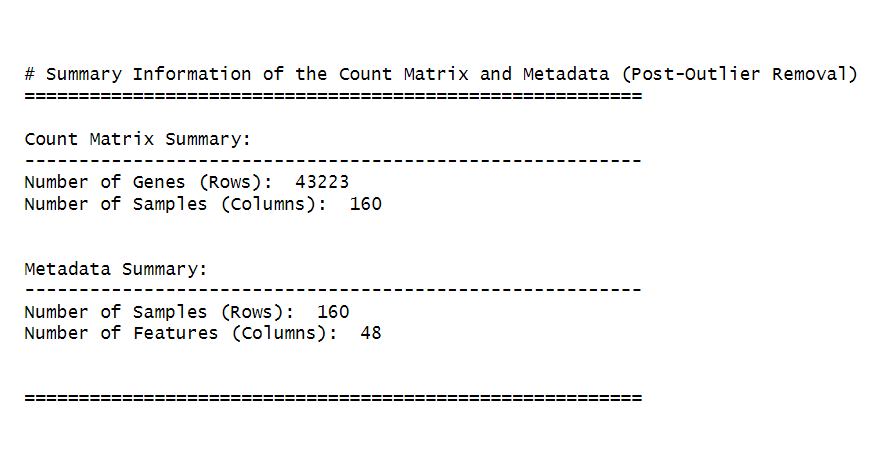 # Summary Information of the Count Matrix and Metadata (Post-Outlier Removal)
=========================================================
Count Matrix Summary:
---------------------------------------------------------
Number of Genes (Rows):  43223
Number of Samples (Columns):  160
Metadata Summary:
---------------------------------------------------------
Number of Samples (Rows):  160
Number of Features (Columns):  48
=========================================================